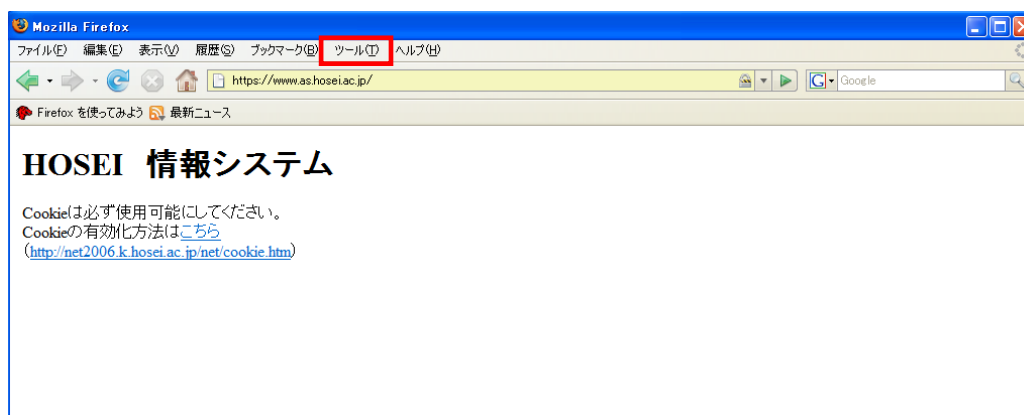 Mozilla Firefox
ファイル(F) 編集(E) 表示(V) 履歴(S) ブックマーク(B) ツール(T) ヘルプ(H)
https://www.as.hosei.ac.jp/ G Google
Firefox を使ってみよう 最新ニュース
HOSEI 情報システム
Cookieは必ず使用可能にしてください。
Cookieの有効化方法はこちら
(http://net2006.k.hosei.ac.jp/net/cookie.htm)